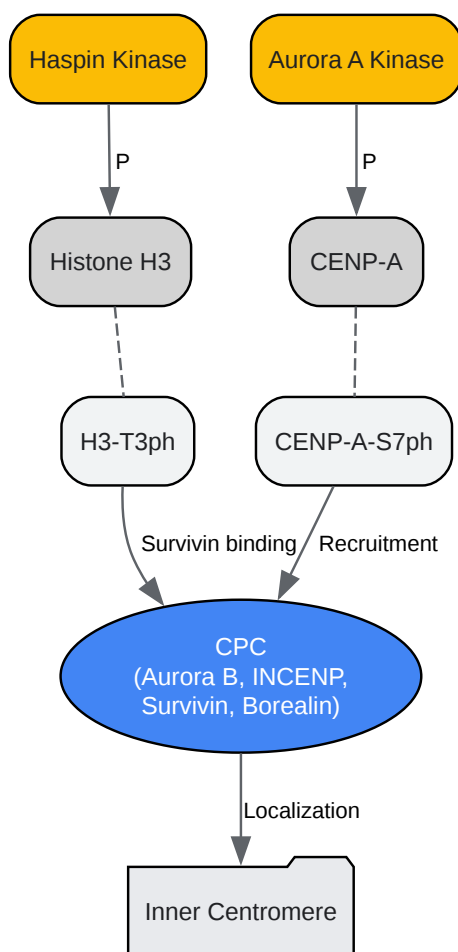 Haspin Kinase
Aurora A Kinase
P
P
Histone H3
CENP-A
H3-T3ph
CENP-A-S7ph
Survivin binding
Recruitment
CPC
(Aurora B, INCENP,
Survivin, Borealin)
Localization
Inner Centromere